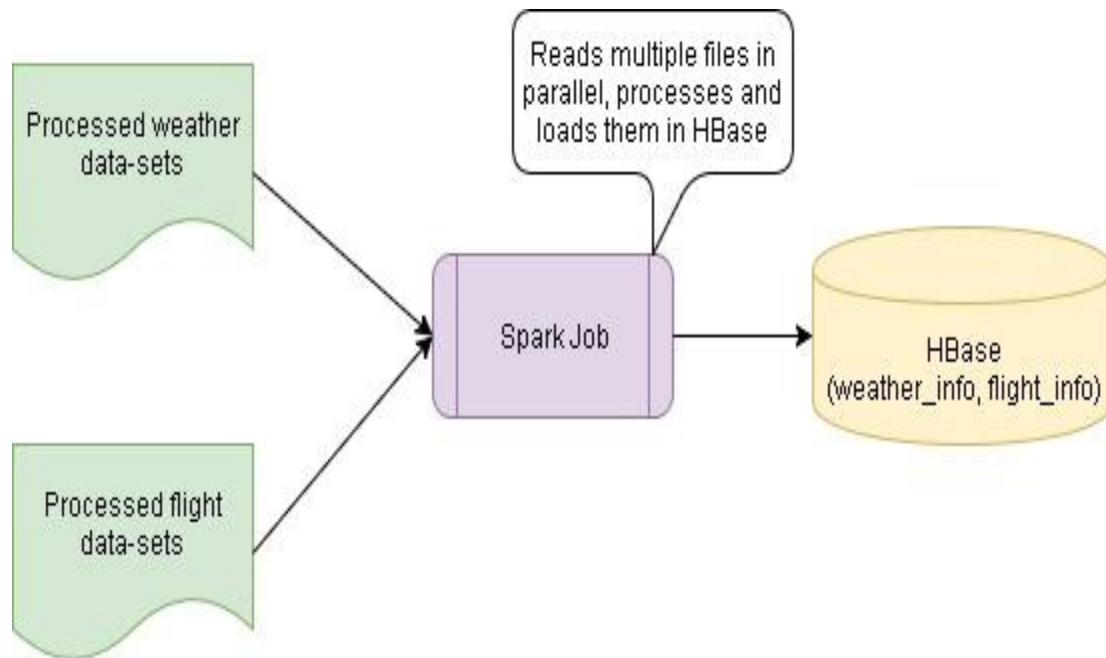 Reads multiple files in
parallel, processes and
loads them in HBase
Processed weather
data-sets
Spark Job
HBase
(weather_info, flight_info)
Processed flight
data-sets